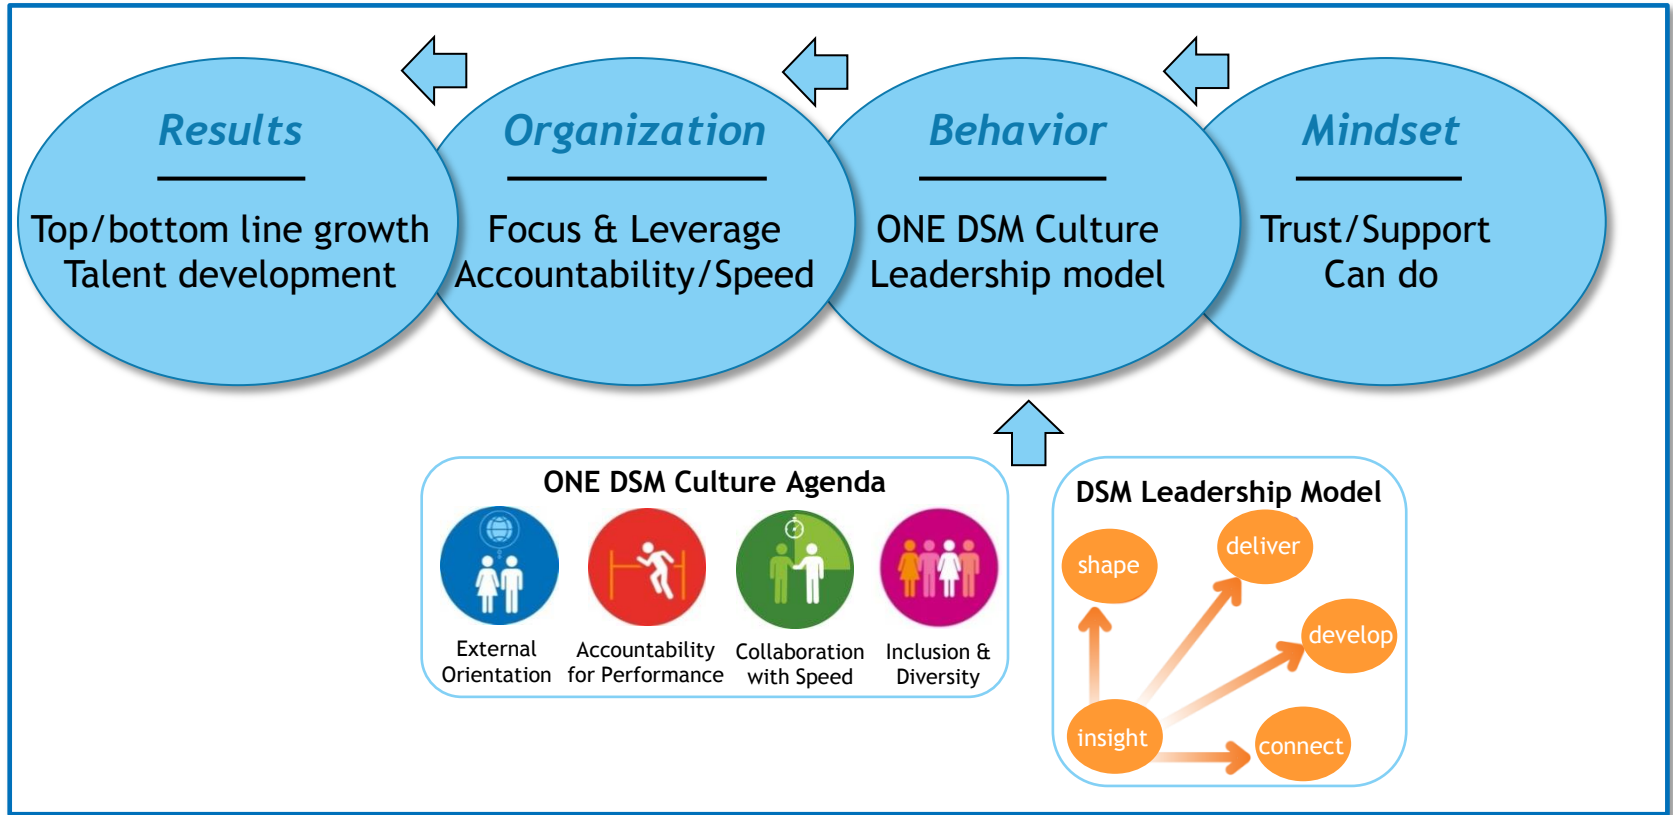 Results
Top/bottom line growth
Talent development
Organization
Focus & Leverage
Accountability/Speed
Behavior
ONE DSM Culture
Leadership model
Mindset
Trust/Support
Can do
ONE DSM Culture Agenda
External
Orientation
Accountability
for Performance
Collaboration
with Speed
Inclusion &
Diversity
DSM Leadership Model
shape
deliver
develop
insight
connect